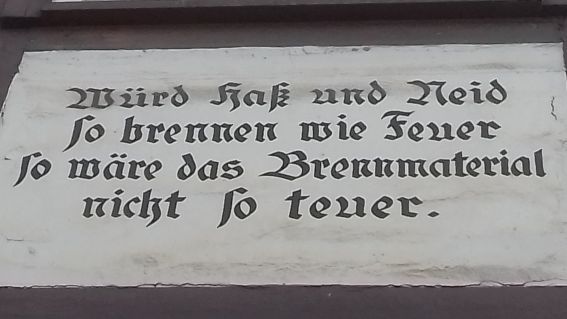 Würd Haß und Neid
so brennen wie Feuer
so wäre das Brennmaterial
nicht so teuer.